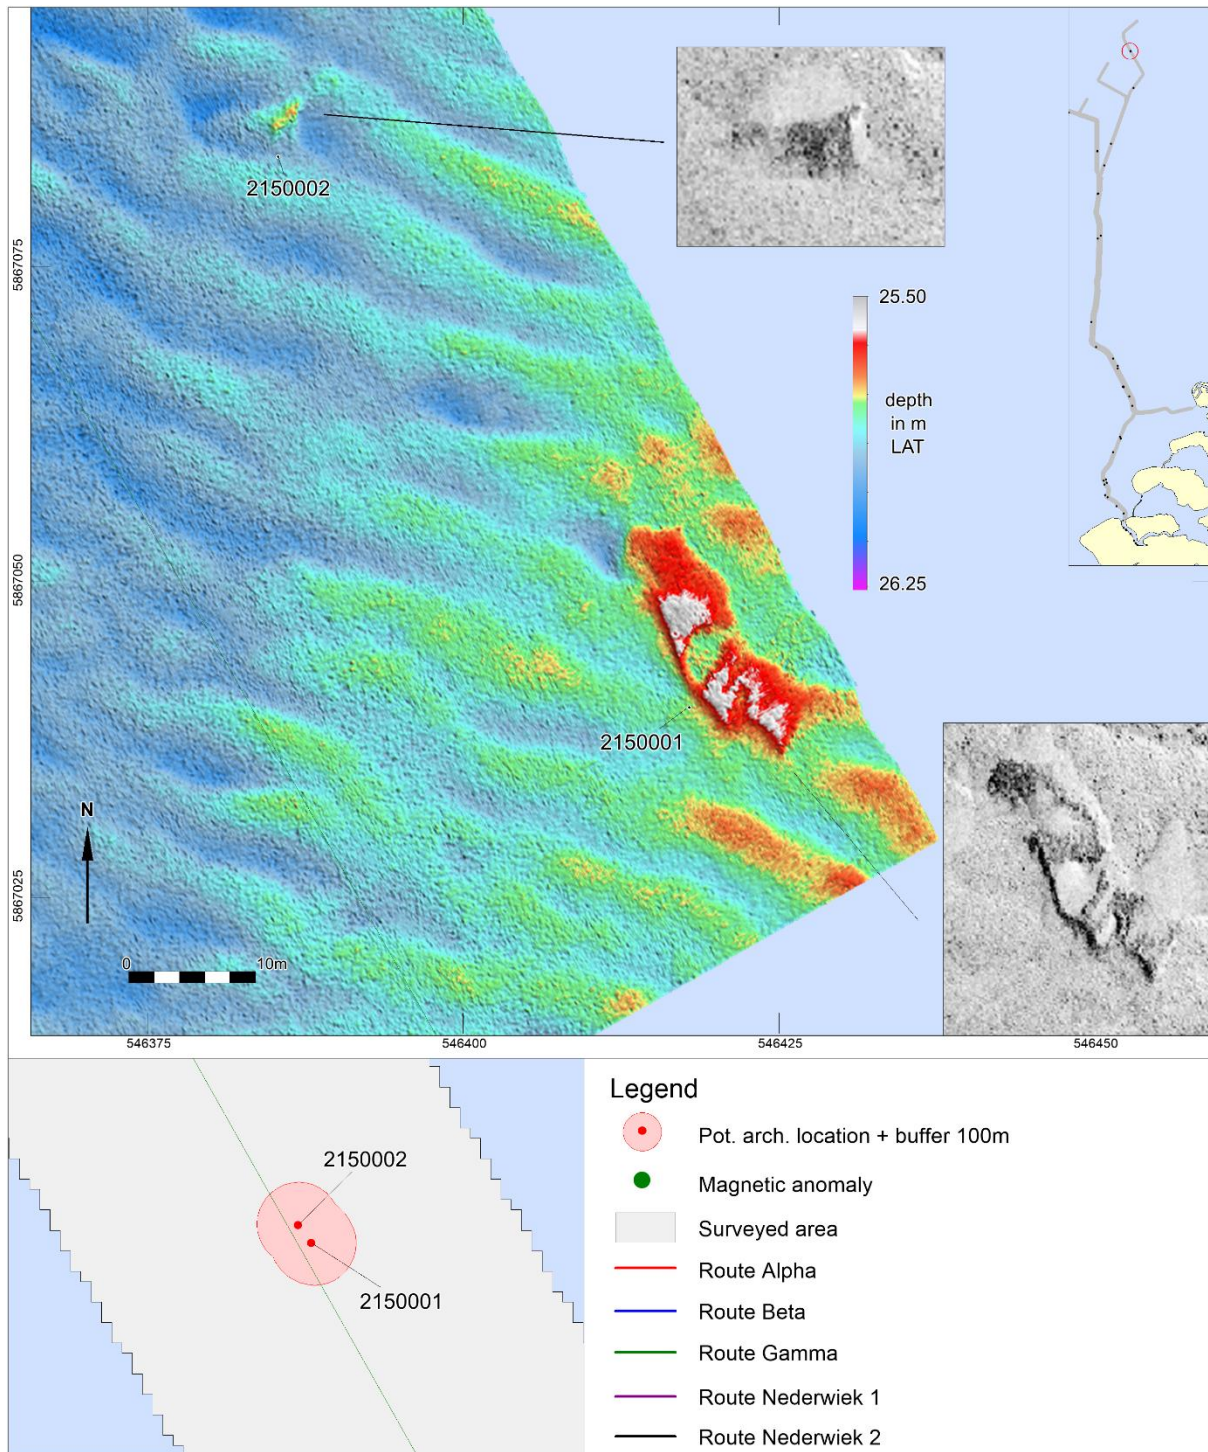 2150002
25.50
depth
in m
LAT
26.25
2150001
N
0
10m
5867075
5867050
5867025
546375
546400
546425
546450
2150002
2150001
Legend
Pot. arch. location + buffer 100m
Magnetic anomaly
Surveyed area
Route Alpha
Route Beta
Route Gamma
Route Nederwiek 1
Route Nederwiek 2